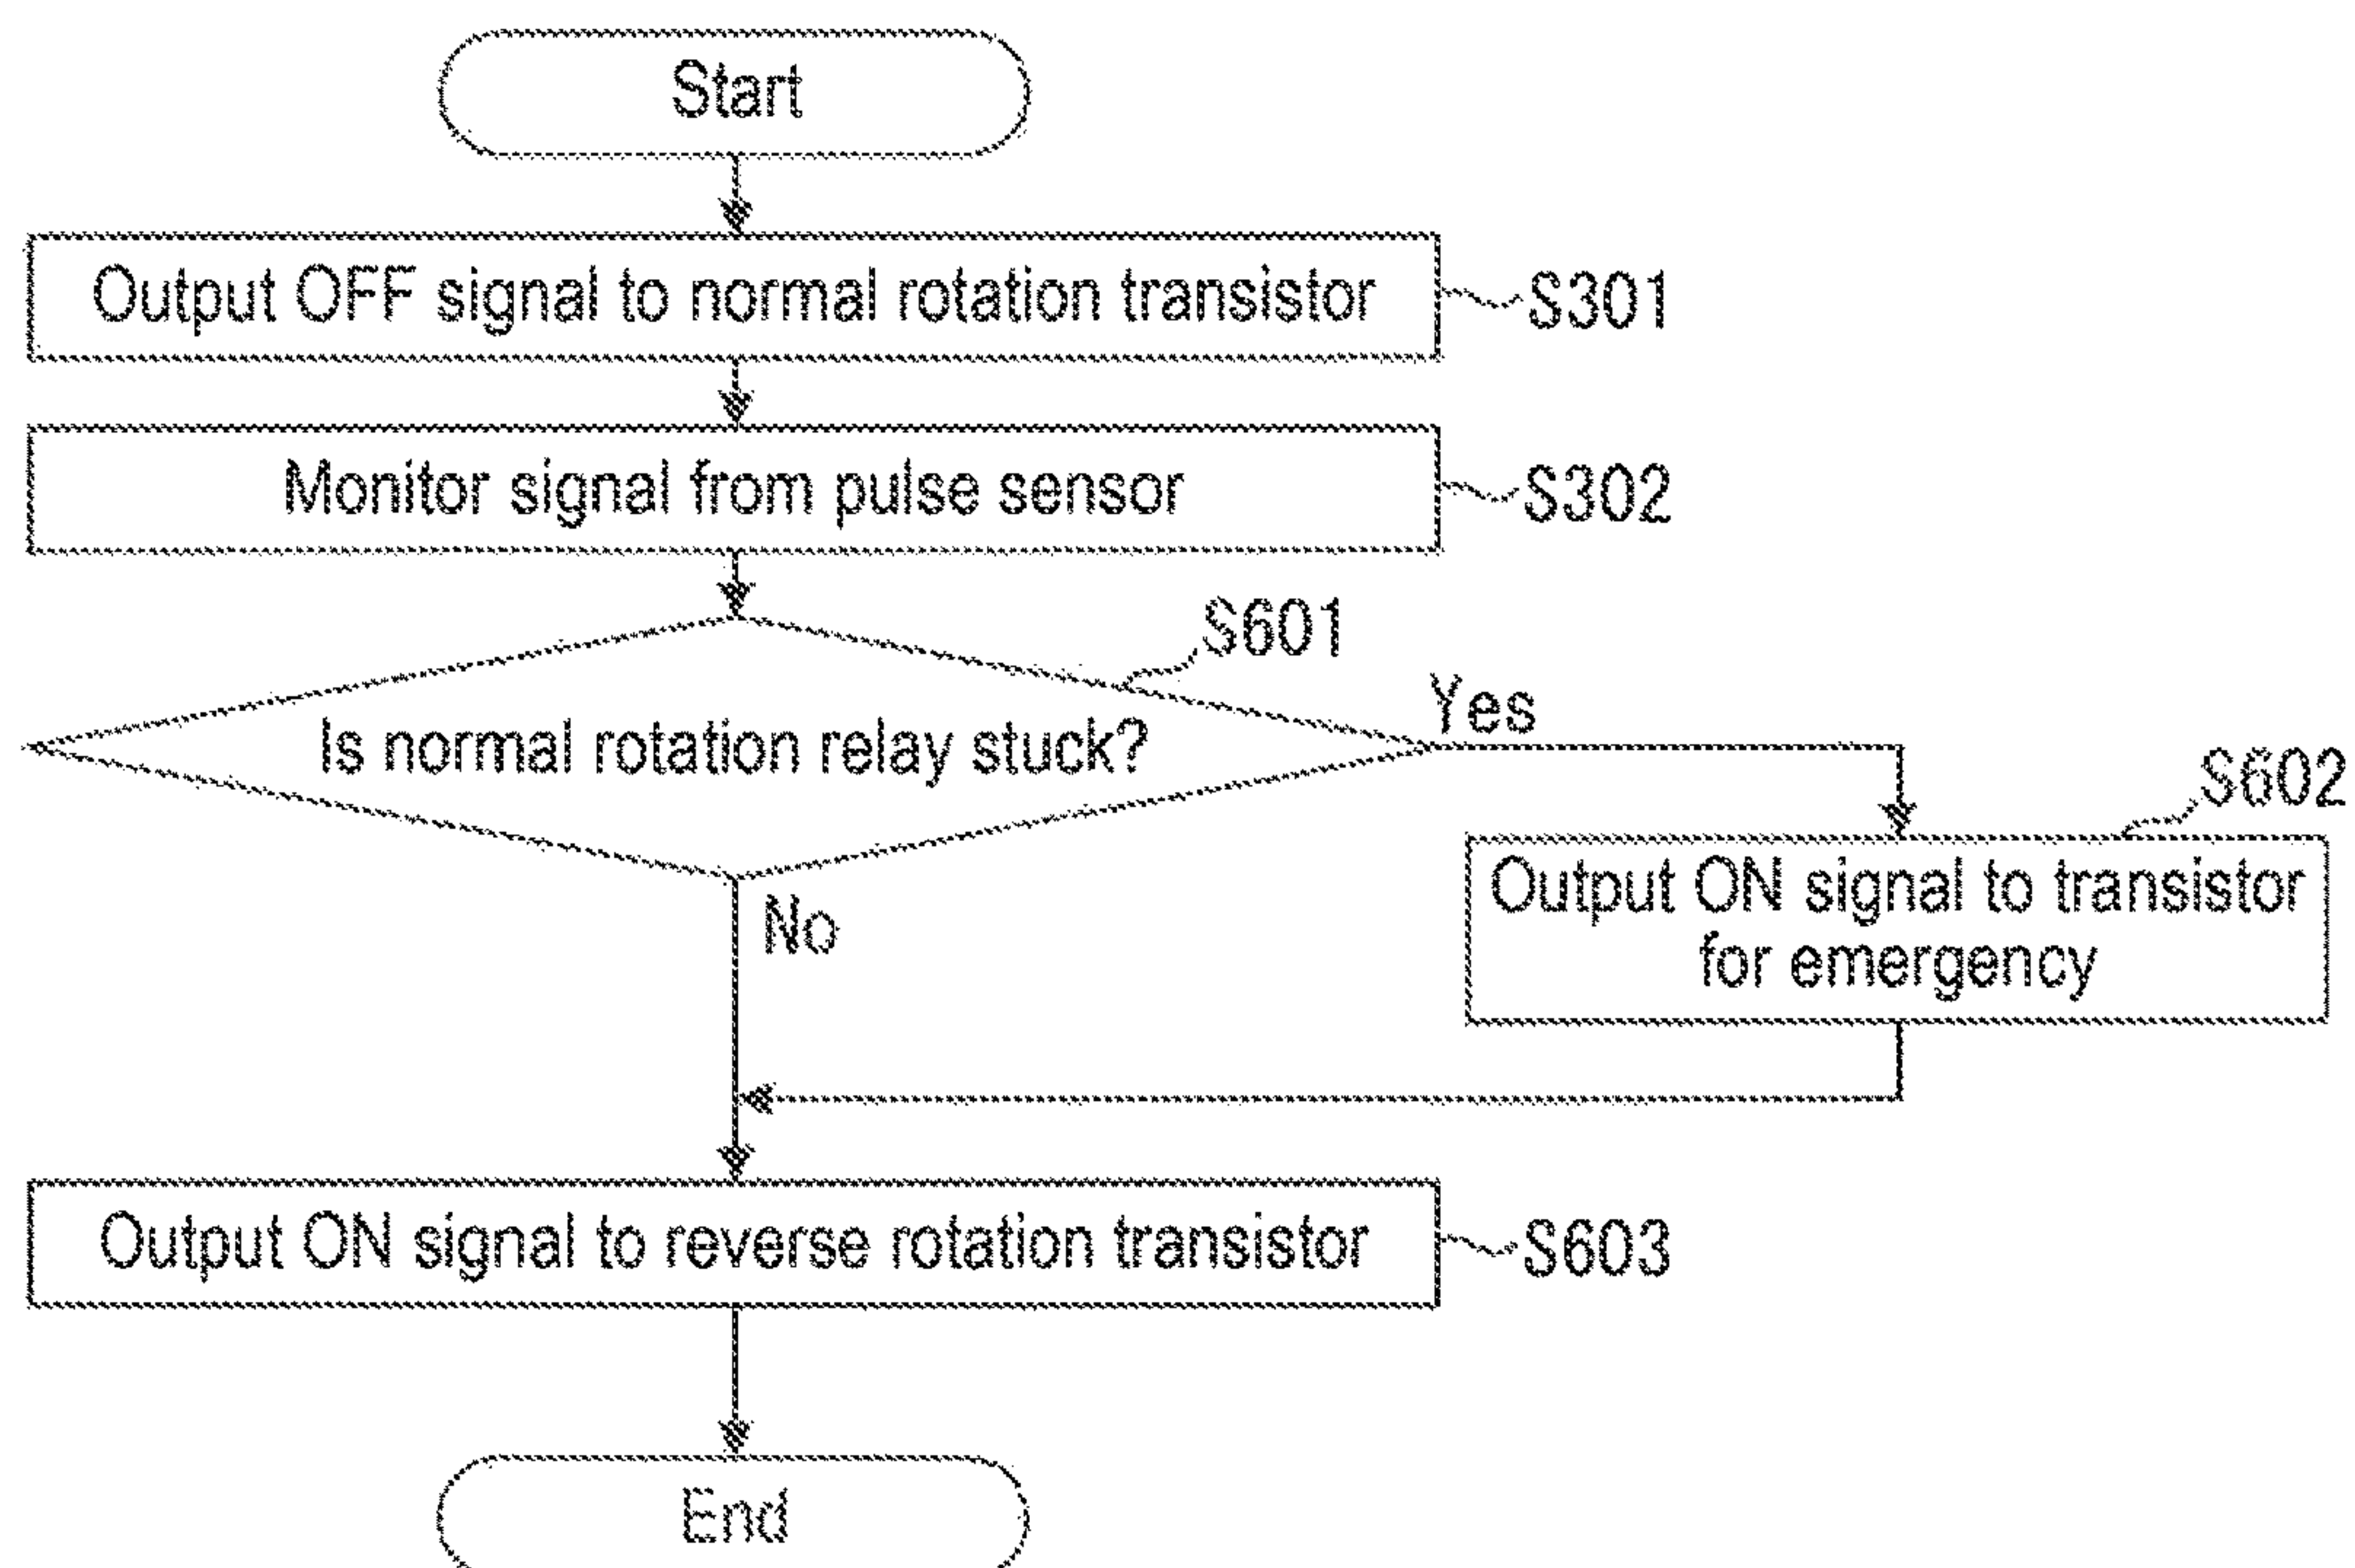 Start
Output OFF signal to normal rotation transistor
S301
Monitor signal from pulse sensor
S302
S601
Is normal rotation relay stuck?
Yes
S602
Output ON signal to transistor
for emergency
No
Output ON signal to reverse rotation transistor
S603
End